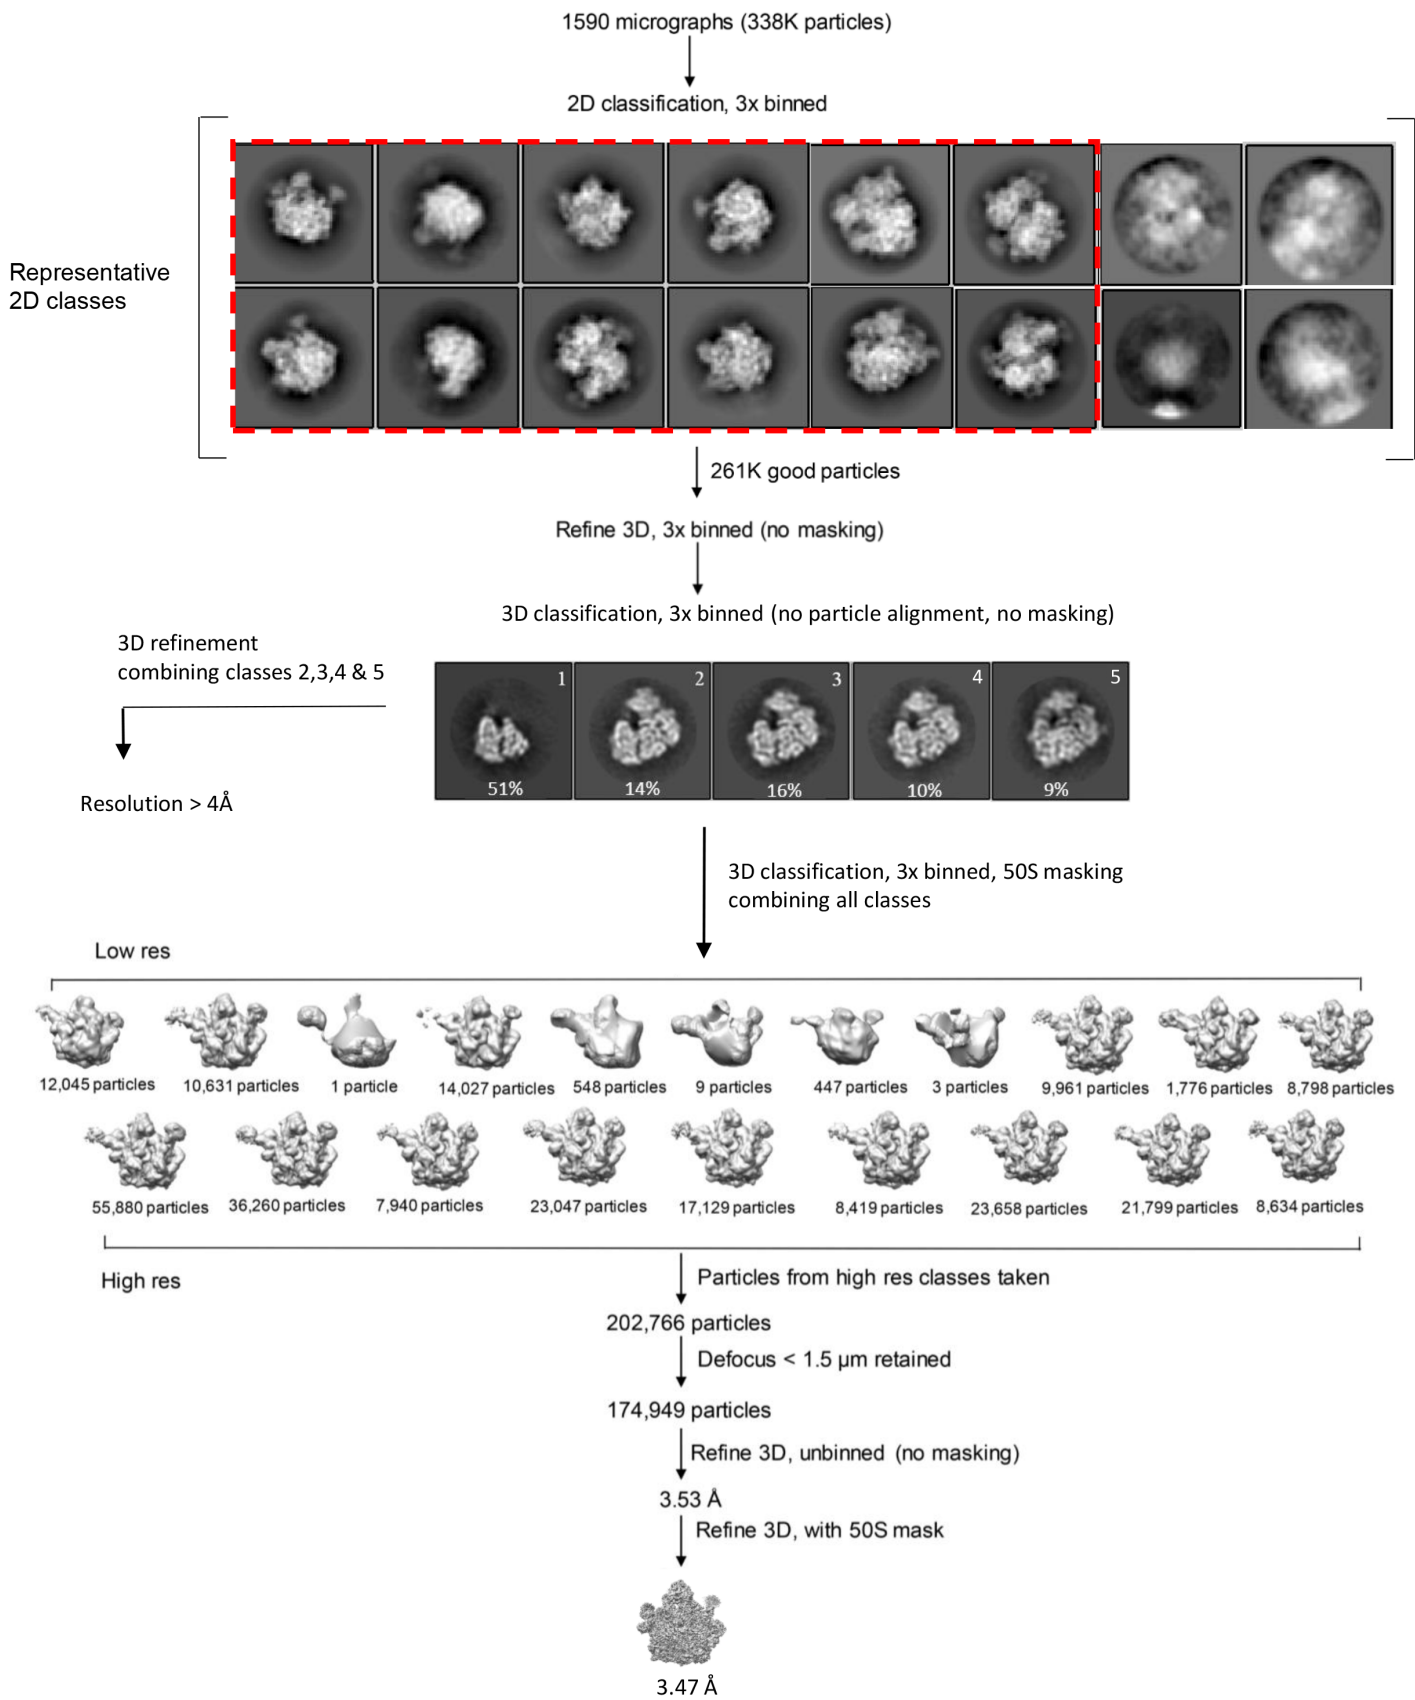 1590 micrographs (338K particles)
2D classification, 3x binned
Representative
2D classes
261K good particles
Refine 3D, 3x binned (no masking)
3D classification, 3x binned (no particle alignment, no masking)
3D refinement
combining classes 2,3,4 & 5
Resolution > 4Å
1 2 3 4 5
51% 14% 16% 10% 9%
3D classification, 3x binned, 50S masking
combining all classes
Low res
12,045 particles 10,631 particles 1 particle 14,027 particles 548 particles 9 particles 447 particles 3 particles 9,961 particles 1,776 particles 8,798 particles
55,880 particles 36,260 particles 7,940 particles 23,047 particles 17,129 particles 8,419 particles 23,658 particles 21,799 particles 8,634 particles
High res
Particles from high res classes taken
202,766 particles
Defocus < 1.5 µm retained
174,949 particles
Refine 3D, unbinned (no masking)
3.53 Å
Refine 3D, with 50S mask
3.47 Å